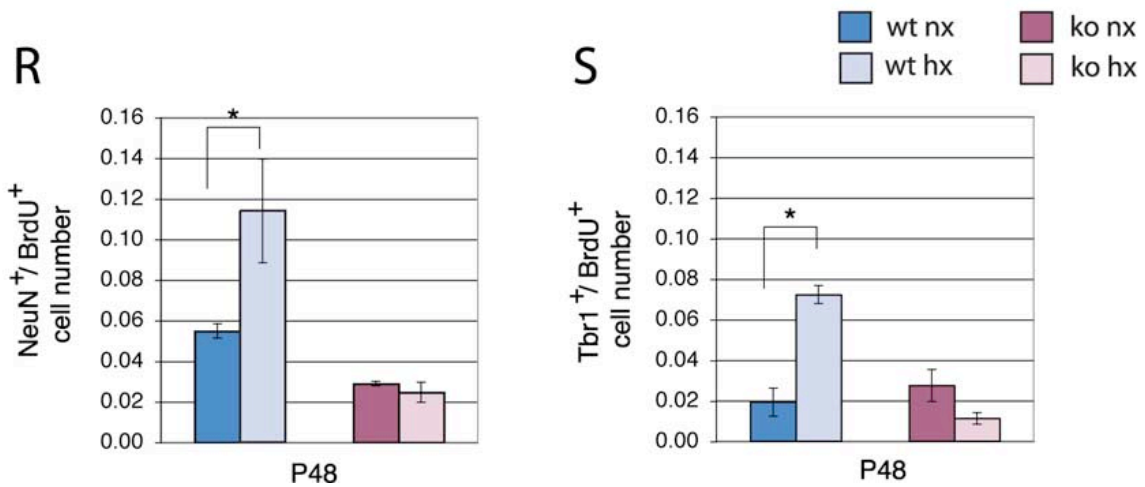 R
S
wt nx
ko nx
wt hx
ko hx
NeuN⁺/ BrdU⁺
cell number
0.16
0.14
0.12
0.10
0.08
0.06
0.04
0.02
0.00
*
P48
Tbr1⁺/ BrdU⁺
cell number
0.16
0.14
0.12
0.10
0.08
0.06
0.04
0.02
0.00
*
P48